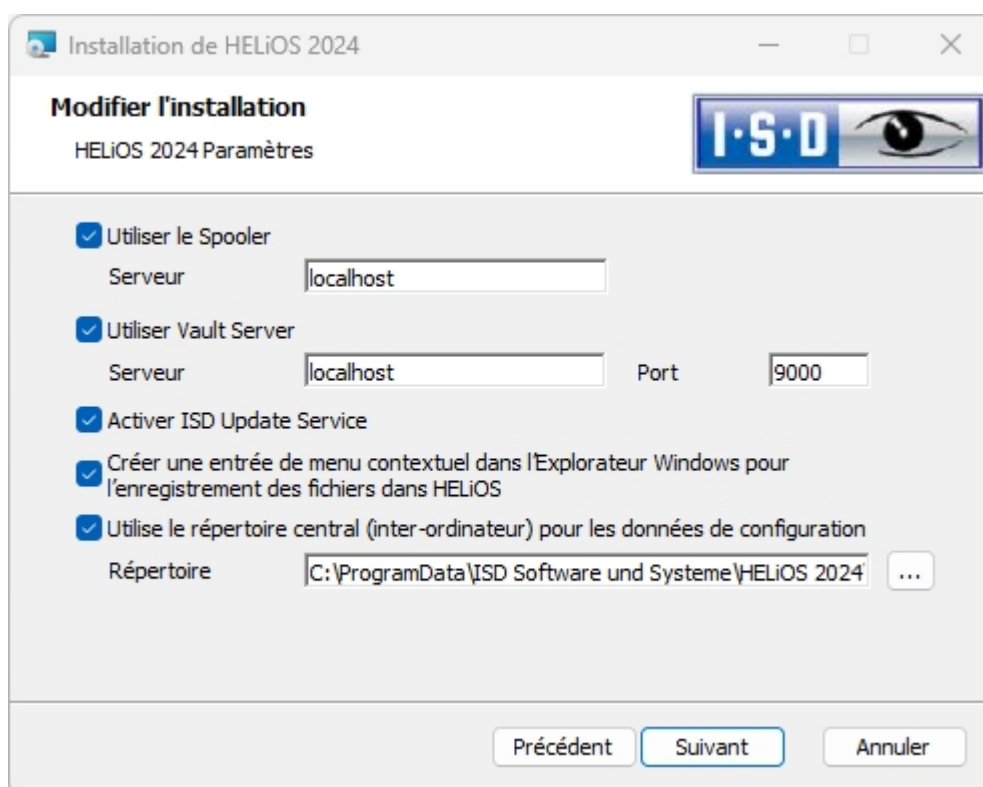 Installation de HELiOS 2024
Modifier l'installation
HELiOS 2024 Paramètres
I·S·D
Utiliser le Spooler
Serveur localhost
Utiliser Vault Server
Serveur localhost Port 9000
Activer ISD Update Service
Créer une entrée de menu contextuel dans l'Explorateur Windows pour
l'enregistrement des fichiers dans HELiOS
Utilise le répertoire central (inter-ordinateur) pour les données de configuration
Répertoire C:\ProgramData\ISD Software und Systeme\HELiOS 2024 ...
Précédent Suivant Annuler